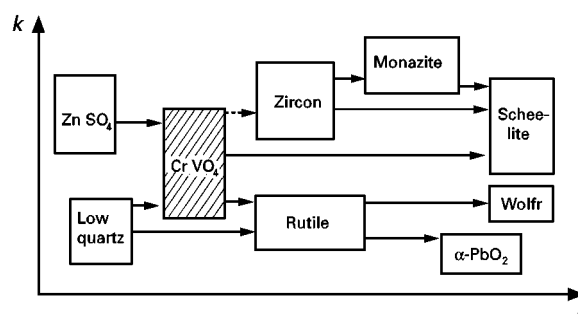 k
Zn SO4
Cr VO4
Zircon
Monazite
Schee-
lite
Low
quartz
Rutile
Wolfr
α-PbO2